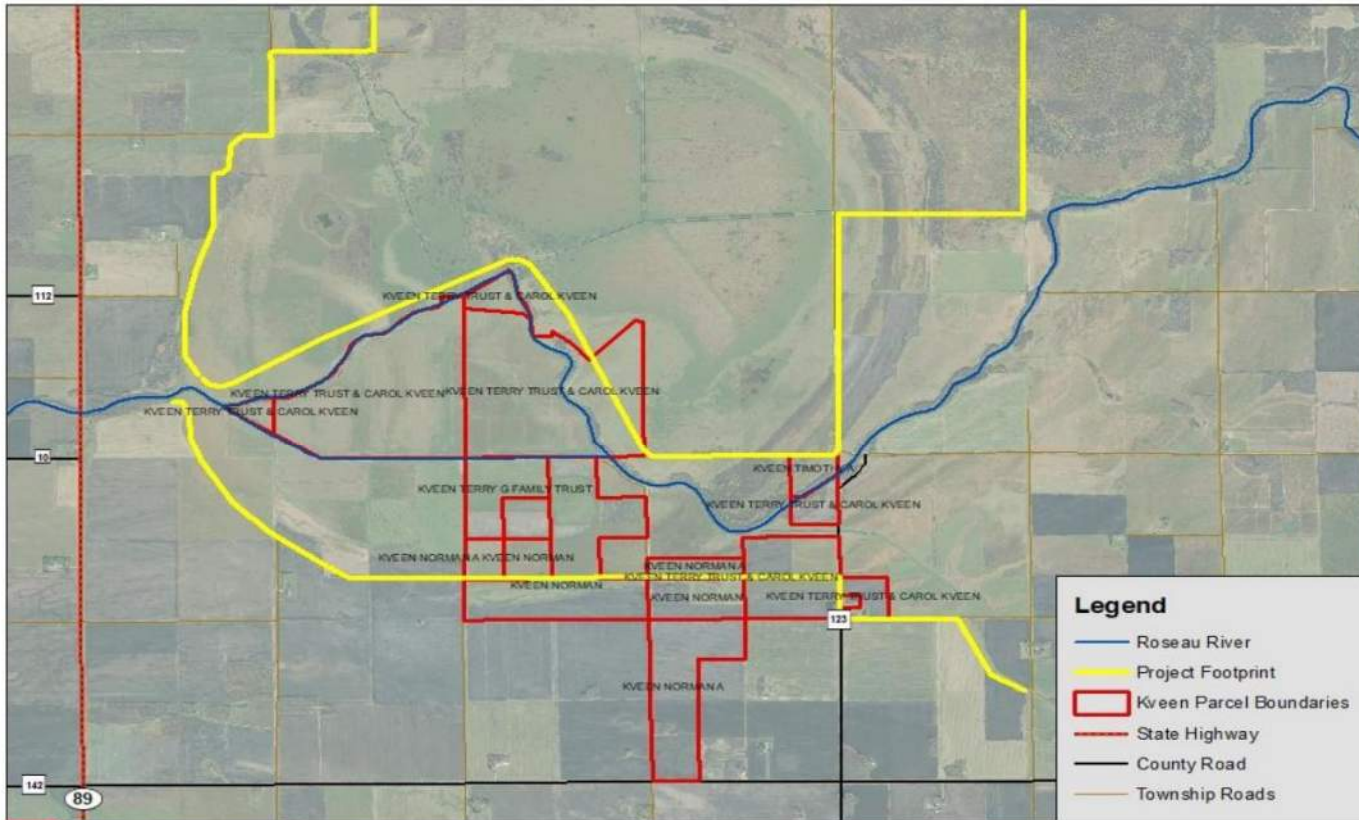 112
KVEEN TERRY TRUST & CAROL KVEEN
KVEEN TERRY TRUST & CAROL KVEEN
KVEEN TERRY TRUST & CAROL KVEEN
KVEEN TERRY TRUST & CAROL KVEEN
10
KVEEN TIMOTHY A
KVEEN TERRY G FAMILY TRUST
KVEEN TERRY TRUST & CAROL KVEEN
KVEEN NORMAN A KVEEN NORMAN
KVEEN NORMAN A
KVEEN TERRY TRUST & CAROL KVEEN
KVEEN NORMAN
KVEEN NORMAN
KVEEN TERRY TRUST & CAROL KVEEN
123
KVEEN NORMAN A
142
89
Legend
Roseau River
Project Footprint
Kveen Parcel Boundaries
State Highway
County Road
Township Roads